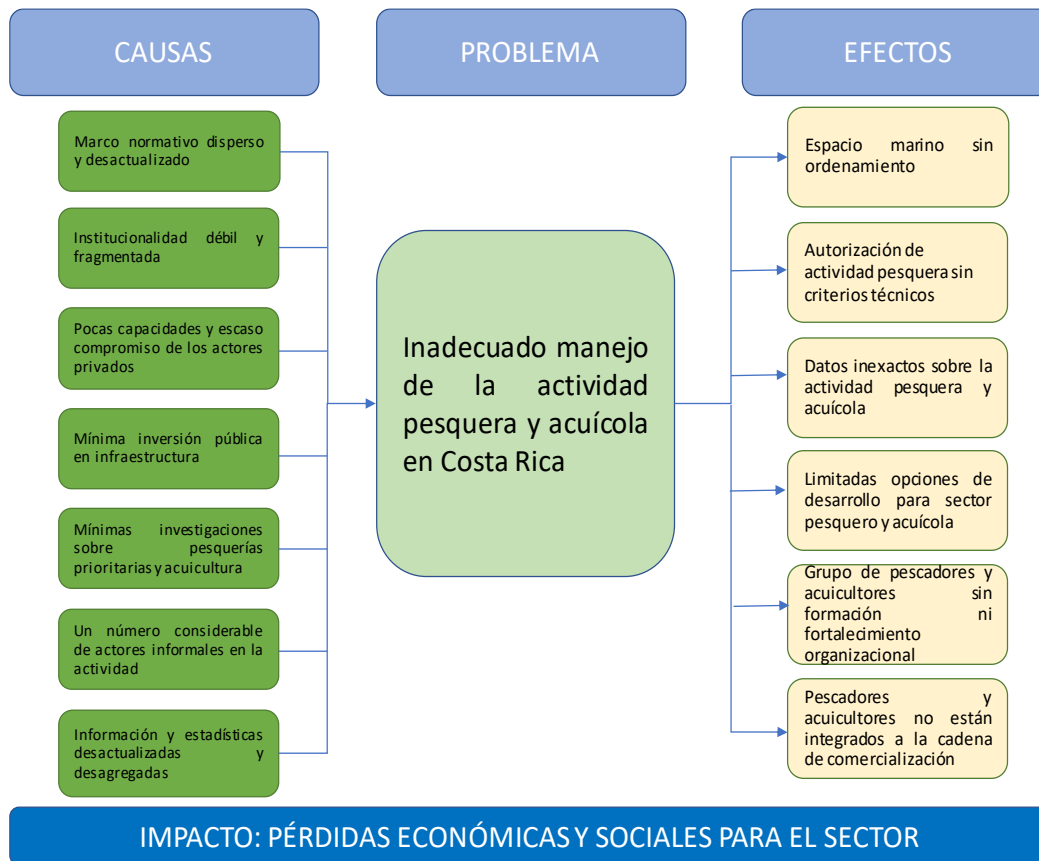 CAUSAS
PROBLEMA
EFECTOS
Marco normativo disperso
y desactualizado
Institucionalidad débil y
fragmentada
Pocas capacidades y escaso
compromiso de los actores
privados
Mínima inversión pública
en infraestructura
Mínimas investigaciones
sobre pesquerías
prioritarias y acuicultura
Un número considerable
de actores informales en la
actividad
Información y estadísticas
desactualizadas y
desagregadas
Inadecuado manejo
de la actividad
pesquera y acuícola
en Costa Rica
Espacio marino sin
ordenamiento
Autorización de
actividad pesquera sin
criterios técnicos
Datos inexactos sobre la
actividad pesquera y
acuícola
Limitadas opciones de
desarrollo para sector
pesquero y acuícola
Grupo de pescadores y
acuicultores sin
formación ni
fortalecimiento
organizacional
Pescadores y
acuicultores no están
integrados a la cadena
de comercialización
IMPACTO: PÉRDIDAS ECONÓMICAS Y SOCIALES PARA EL SECTOR